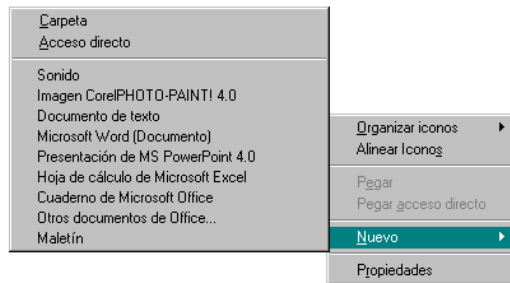 Carpeta
Acceso directo
Sonido
Imagen CorelPHOTO-PAINT! 4.0
Documento de texto
Microsoft Word (Documento)
Presentación de MS PowerPoint 4.0
Hoja de cálculo de Microsoft Excel
Cuaderno de Microsoft Office
Otros documentos de Office...
Maletín
Organizar iconos
Alinear Iconos
Pegar
Pegar acceso directo
Nuevo
Propiedades